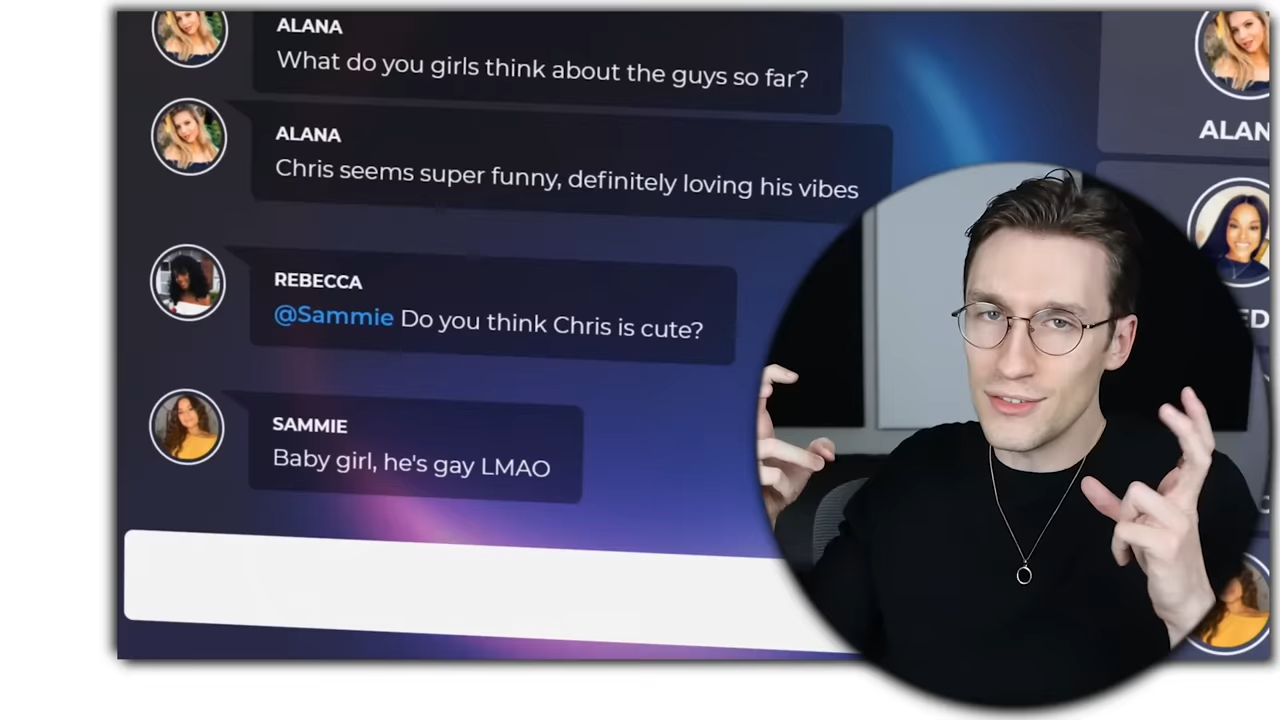 ALANA
What do you girls think about the guys so far?
ALANA
Chris seems super funny, definitely loving his vibes
REBECCA
@Sammie Do you think Chris is cute?
SAMMIE
Baby girl, he's gay LMAO
ALAN
ED